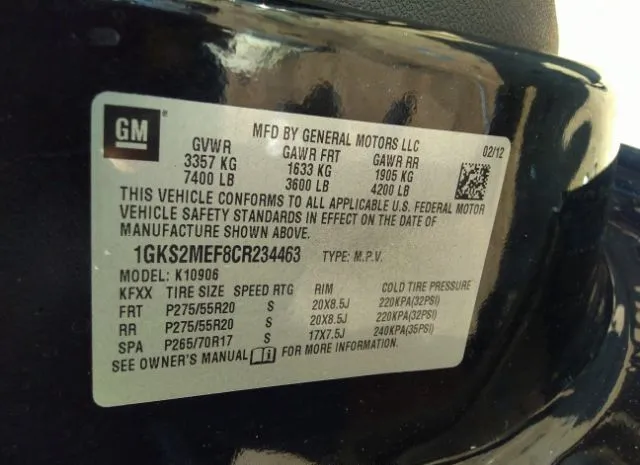 GM
MFD BY GENERAL MOTORS LLC
02/12
GVWR GAWR FRT GAWR RR
3357 KG 1633 KG 1905 KG
7400 LB 3600 LB 4200 LB
THIS VEHICLE CONFORMS TO ALL APPLICABLE U.S. FEDERAL MOTOR
VEHICLE SAFETY STANDARDS IN EFFECT ON THE DATE OF
MANUFACTURE SHOWN ABOVE.
1GKS2MEF8CR234463 TYPE: M.P.V.
MODEL: K10906
KFXX TIRE SIZE SPEED RTG RIM COLD TIRE PRESSURE
FRT P275/55R20 S 20X8.5J 220KPA(32PSI)
RR P275/55R20 S 20X8.5J 220KPA(32PSI)
SPA P265/70R17 S 17X7.5J 240KPA(35PSI)
SEE OWNER'S MANUAL FOR MORE INFORMATION.